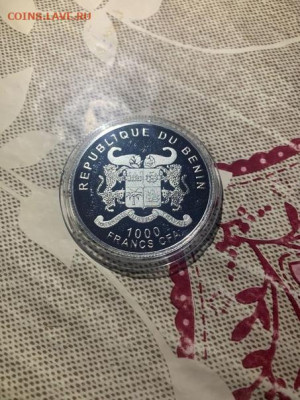 COINS.LAVE.RU
REPUBLIQUE DU BENIN
1000
FRANCS CFA